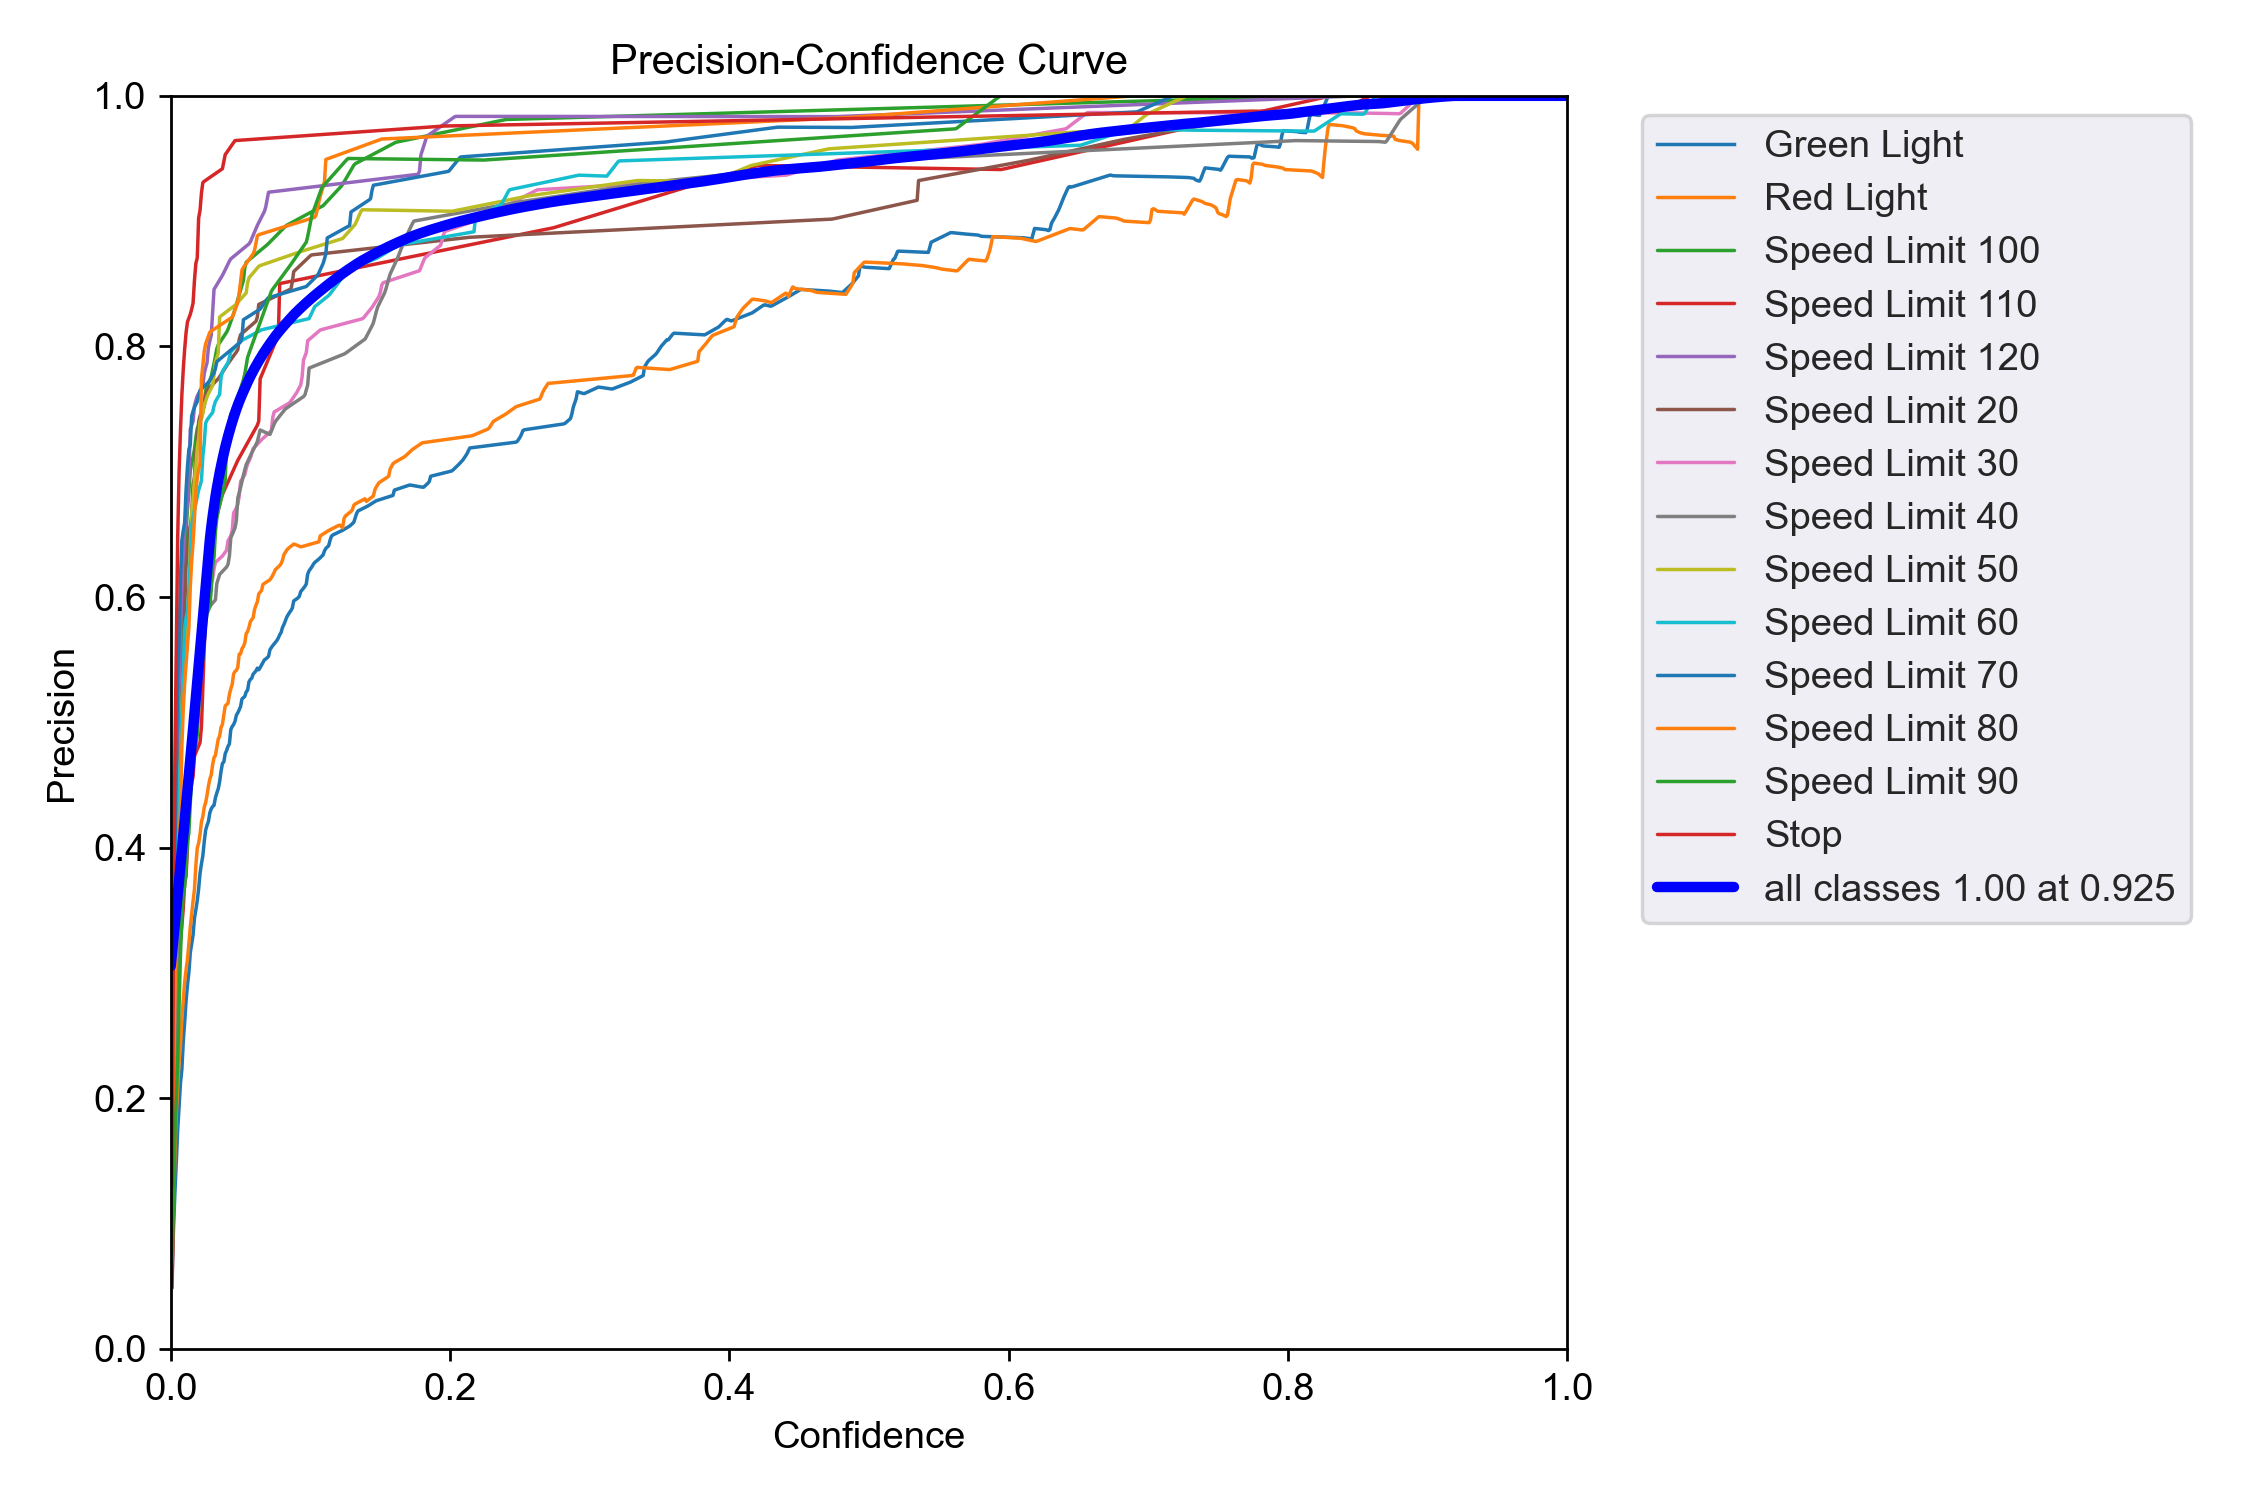 Precision-Confidence Curve
1.0
0.8
0.6
0.4
0.2
0.0
Precision
0.0 0.2 0.4 0.6 0.8 1.0
Confidence
Green Light
Red Light
Speed Limit 100
Speed Limit 110
Speed Limit 120
Speed Limit 20
Speed Limit 30
Speed Limit 40
Speed Limit 50
Speed Limit 60
Speed Limit 70
Speed Limit 80
Speed Limit 90
Stop
all classes 1.00 at 0.925